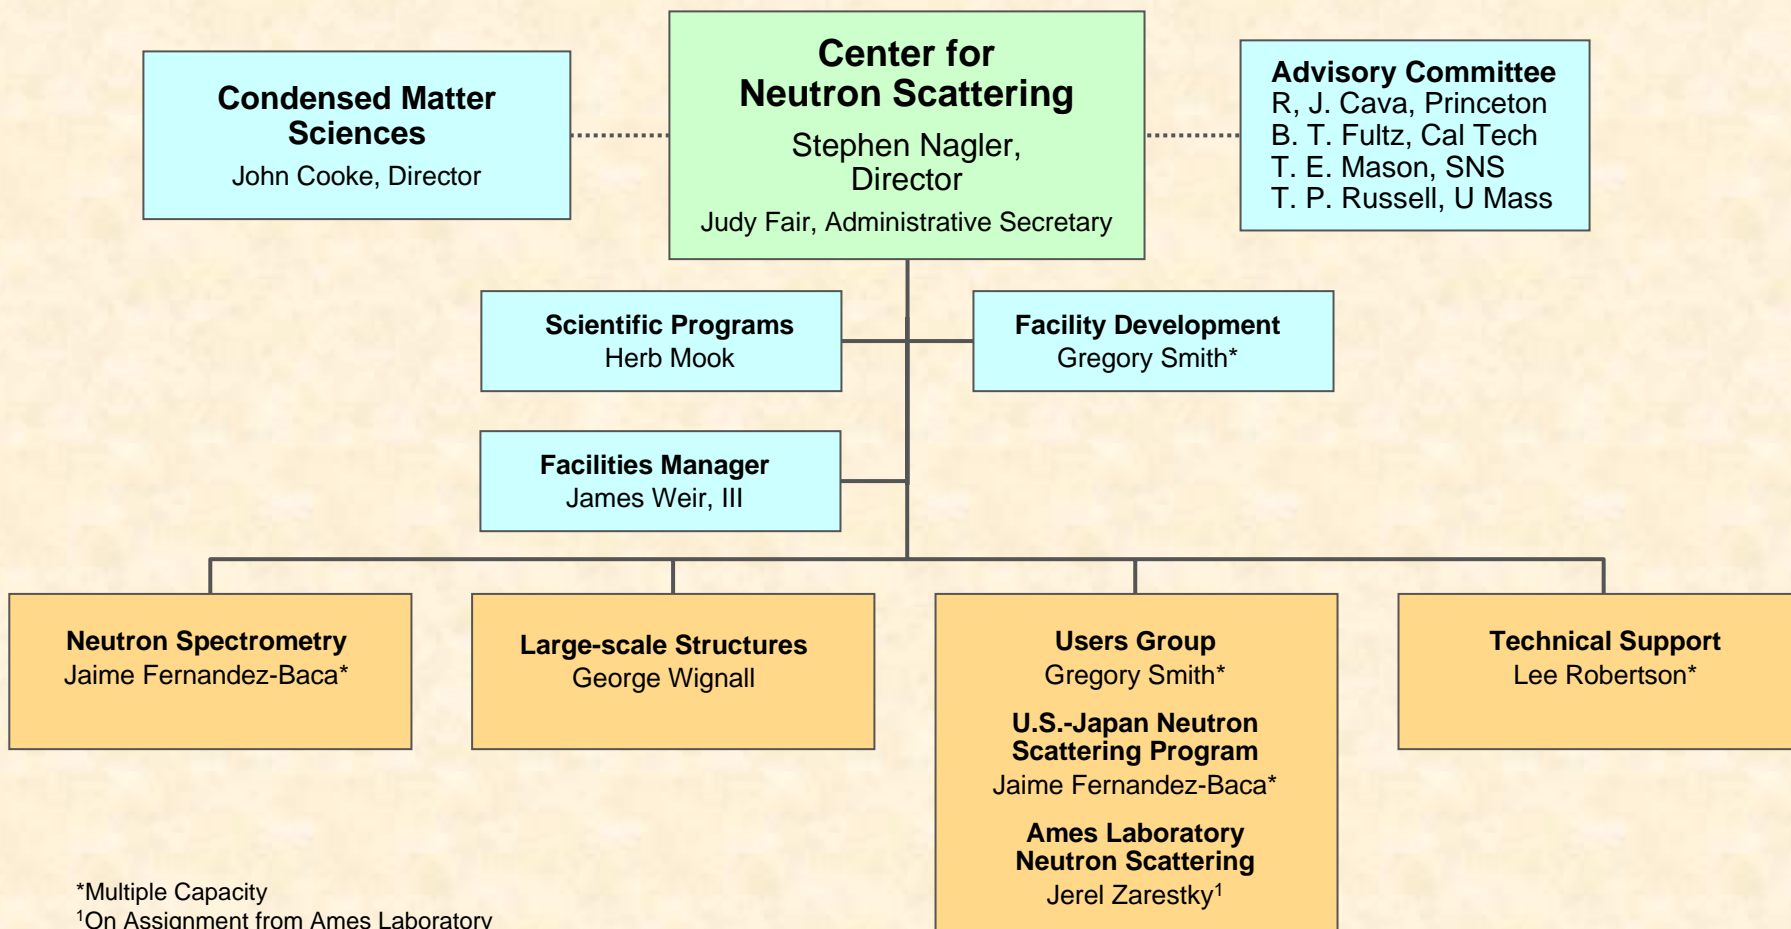 Condensed Matter
Sciences
John Cooke, Director
Center for
Neutron Scattering
Stephen Nagler,
Director
Judy Fair, Administrative Secretary
Advisory Committee
R, J. Cava, Princeton
B. T. Fultz, Cal Tech
T. E. Mason, SNS
T. P. Russell, U Mass
Scientific Programs
Herb Mook
Facility Development
Gregory Smith*
Facilities Manager
James Weir, III
Neutron Spectrometry
Jaime Fernandez-Baca*
Large-scale Structures
George Wignall
Users Group
Gregory Smith*
U.S.-Japan Neutron
Scattering Program
Jaime Fernandez-Baca*
Ames Laboratory
Neutron Scattering
Jerel Zarestky¹
Technical Support
Lee Robertson*
*Multiple Capacity
¹On Assignment from Ames Laboratory